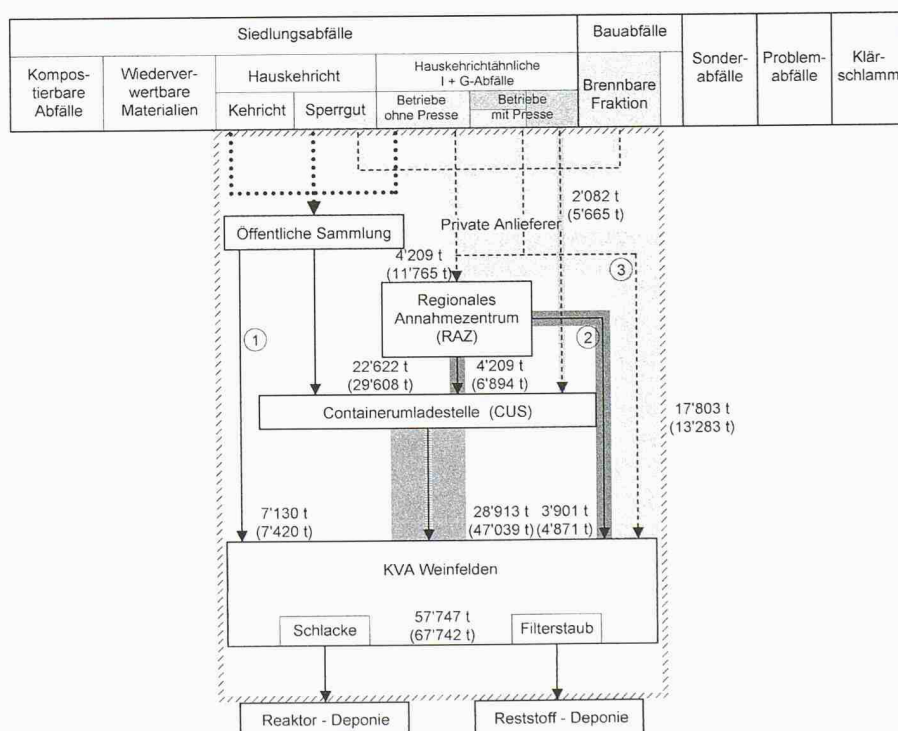 Siedlungsabfälle
Bauabfälle
Kompos-
tierbare
Abfälle
Wiederver-
wertbare
Materialien
Hauskehricht
Kehricht
Sperrgut
Hauskehrichtähnliche
I + G-Abfälle
Betriebe
ohne Presse
Betriebe
mit Presse
Brennbare
Fraktion
Sonder-
abfälle
Problem-
abfälle
Klär-
schlamm
2'082 t
(5'665 t)
Private Anlieferer
Öffentliche Sammlung
4'209 t
(11'765 t)
3
Regionales
Annahmezentrum
(RAZ)
1
2
22'622 t
(29'608 t)
4'209 t
(6'894 t)
Containerumladestelle (CUS)
17'803 t
(13'283 t)
7'130 t
(7'420 t)
28'913 t
(47'039 t)
3'901 t
(4'871 t)
KVA Weinfelden
57'747 t
(67'742 t)
Schlacke
Filterstaub
Reaktor - Deponie
Reststoff - Deponie